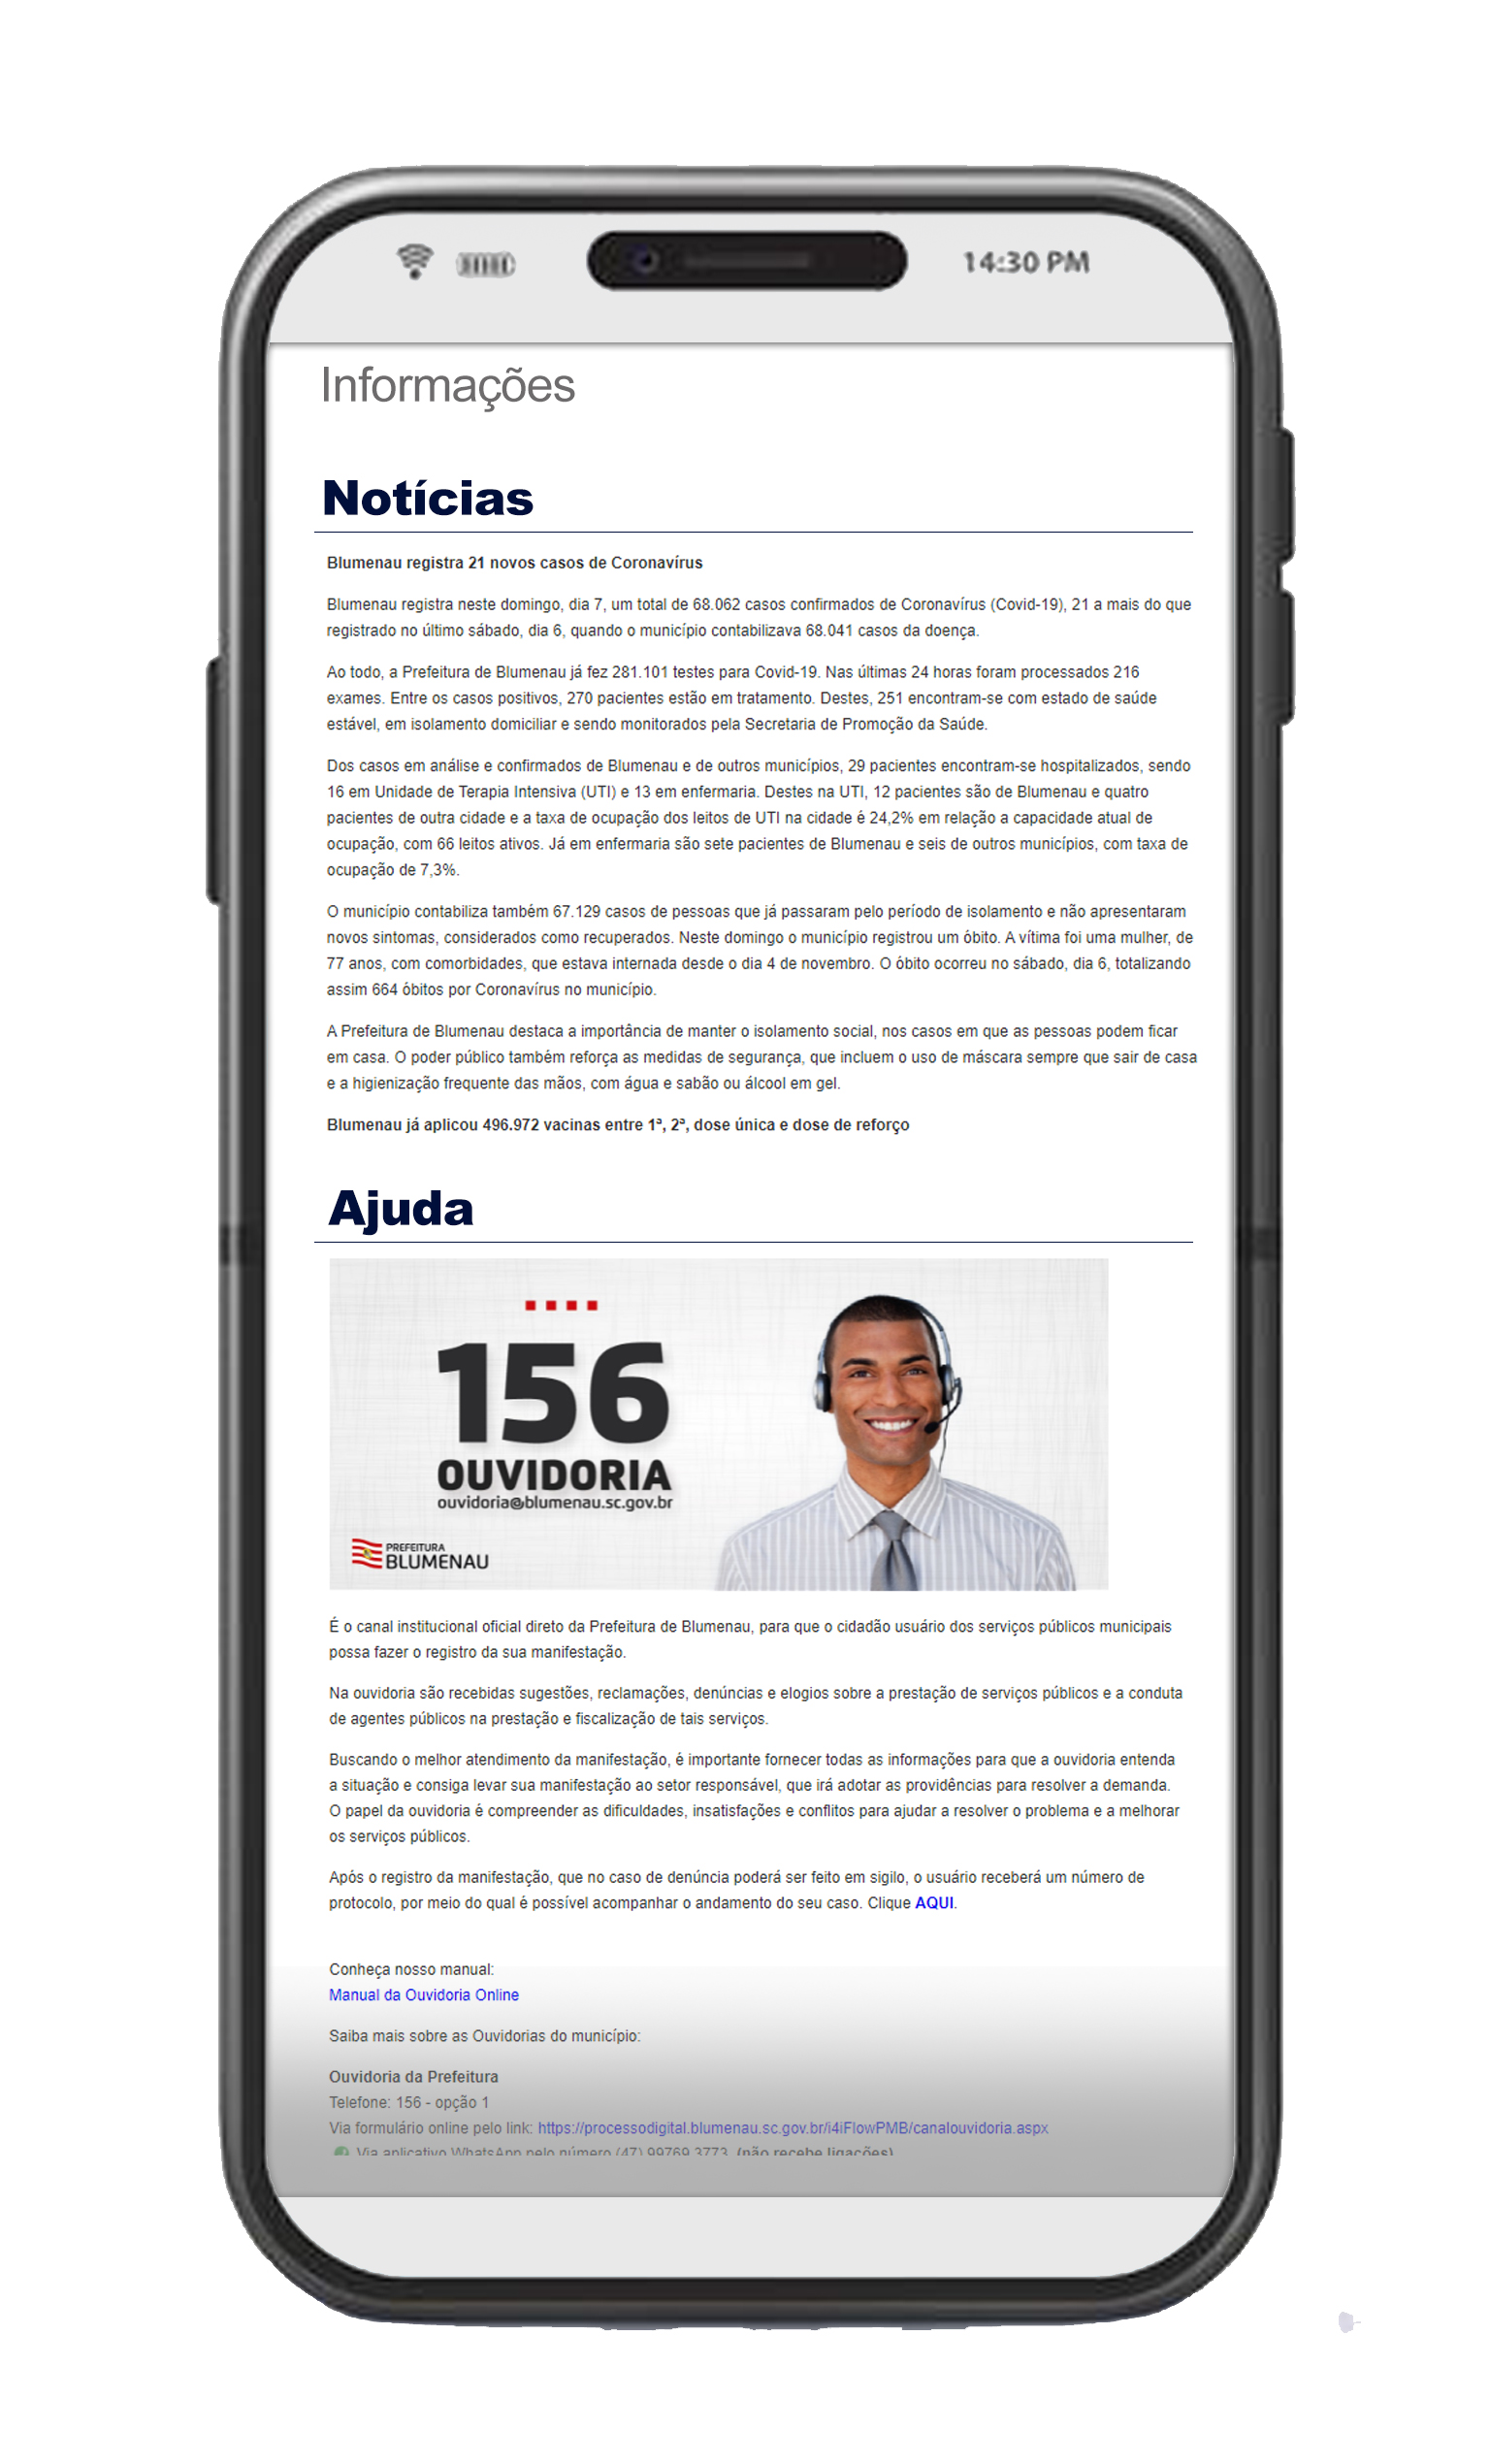 14:30 PM
Informações
Notícias
Blumenau registra 21 novos casos de Coronavírus
Blumenau registra neste domingo, dia 7, um total de 68.062 casos confirmados de Coronavírus (Covid-19), 21 a mais do que
registrado no último sábado, dia 6, quando o município contabilizava 68.041 casos da doença.
Ao todo, a Prefeitura de Blumenau já fez 281.101 testes para Covid-19. Nas últimas 24 horas foram processados 216
exames. Entre os casos positivos, 270 pacientes estão em tratamento. Destes, 251 encontram-se com estado de saúde
estável, em isolamento domiciliar e sendo monitorados pela Secretaria de Promoção da Saúde.
Dos casos em análise e confirmados de Blumenau e de outros municípios, 29 pacientes encontram-se hospitalizados, sendo
16 em Unidade de Terapia Intensiva (UTI) e 13 em enfermaria. Destes na UTI, 12 pacientes são de Blumenau e quatro
pacientes de outra cidade e a taxa de ocupação dos leitos de UTI na cidade é 24,2% em relação a capacidade atual de
ocupação, com 66 leitos ativos. Já em enfermaria são sete pacientes de Blumenau e seis de outros municípios, com taxa de
ocupação de 7,3%.
O município contabiliza também 67.129 casos de pessoas que já passaram pelo período de isolamento e não apresentaram
novos sintomas, considerados como recuperados. Neste domingo o município registrou um óbito. A vítima foi uma mulher, de
77 anos, com comorbidades, que estava internada desde o dia 4 de novembro. O óbito ocorreu no sábado, dia 6, totalizando
assim 664 óbitos por Coronavírus no município.
A Prefeitura de Blumenau destaca a importância de manter o isolamento social, nos casos em que as pessoas podem ficar
em casa. O poder público também reforça as medidas de segurança, que incluem o uso de máscara sempre que sair de casa
e a higienização frequente das mãos, com água e sabão ou álcool em gel.
Blumenau já aplicou 496.972 vacinas entre 1ª, 2ª, dose única e dose de reforço
Ajuda
156
OUVIDORIA
ouvidoria@blumenau.sc.gov.br
PREFEITURA
BLUMENAU
É o canal institucional oficial direto da Prefeitura de Blumenau, para que o cidadão usuário dos serviços públicos municipais
possa fazer o registro da sua manifestação.
Na ouvidoria são recebidas sugestões, reclamações, denúncias e elogios sobre a prestação de serviços públicos e a conduta
de agentes públicos na prestação e fiscalização de tais serviços.
Buscando o melhor atendimento da manifestação, é importante fornecer todas as informações para que a ouvidoria entenda
a situação e consiga levar sua manifestação ao setor responsável, que irá adotar as providências para resolver a demanda.
O papel da ouvidoria é compreender as dificuldades, insatisfações e conflitos para ajudar a resolver o problema e a melhorar
os serviços públicos.
Após o registro da manifestação, que no caso de denúncia poderá ser feito em sigilo, o usuário receberá um número de
protocolo, por meio do qual é possível acompanhar o andamento do seu caso. Clique AQUI.
Conheça nosso manual:
Manual da Ouvidoria Online
Saiba mais sobre as Ouvidorias do município:
Ouvidoria da Prefeitura
Telefone: 156 - opção 1
Via formulário online pelo link: https://processodigital.blumenau.sc.gov.br/i4iFlowPMB/canalouvidoria.aspx
Via aplicativo WhatsApp pelo número (47) 99769 3773 (não recebe ligações)